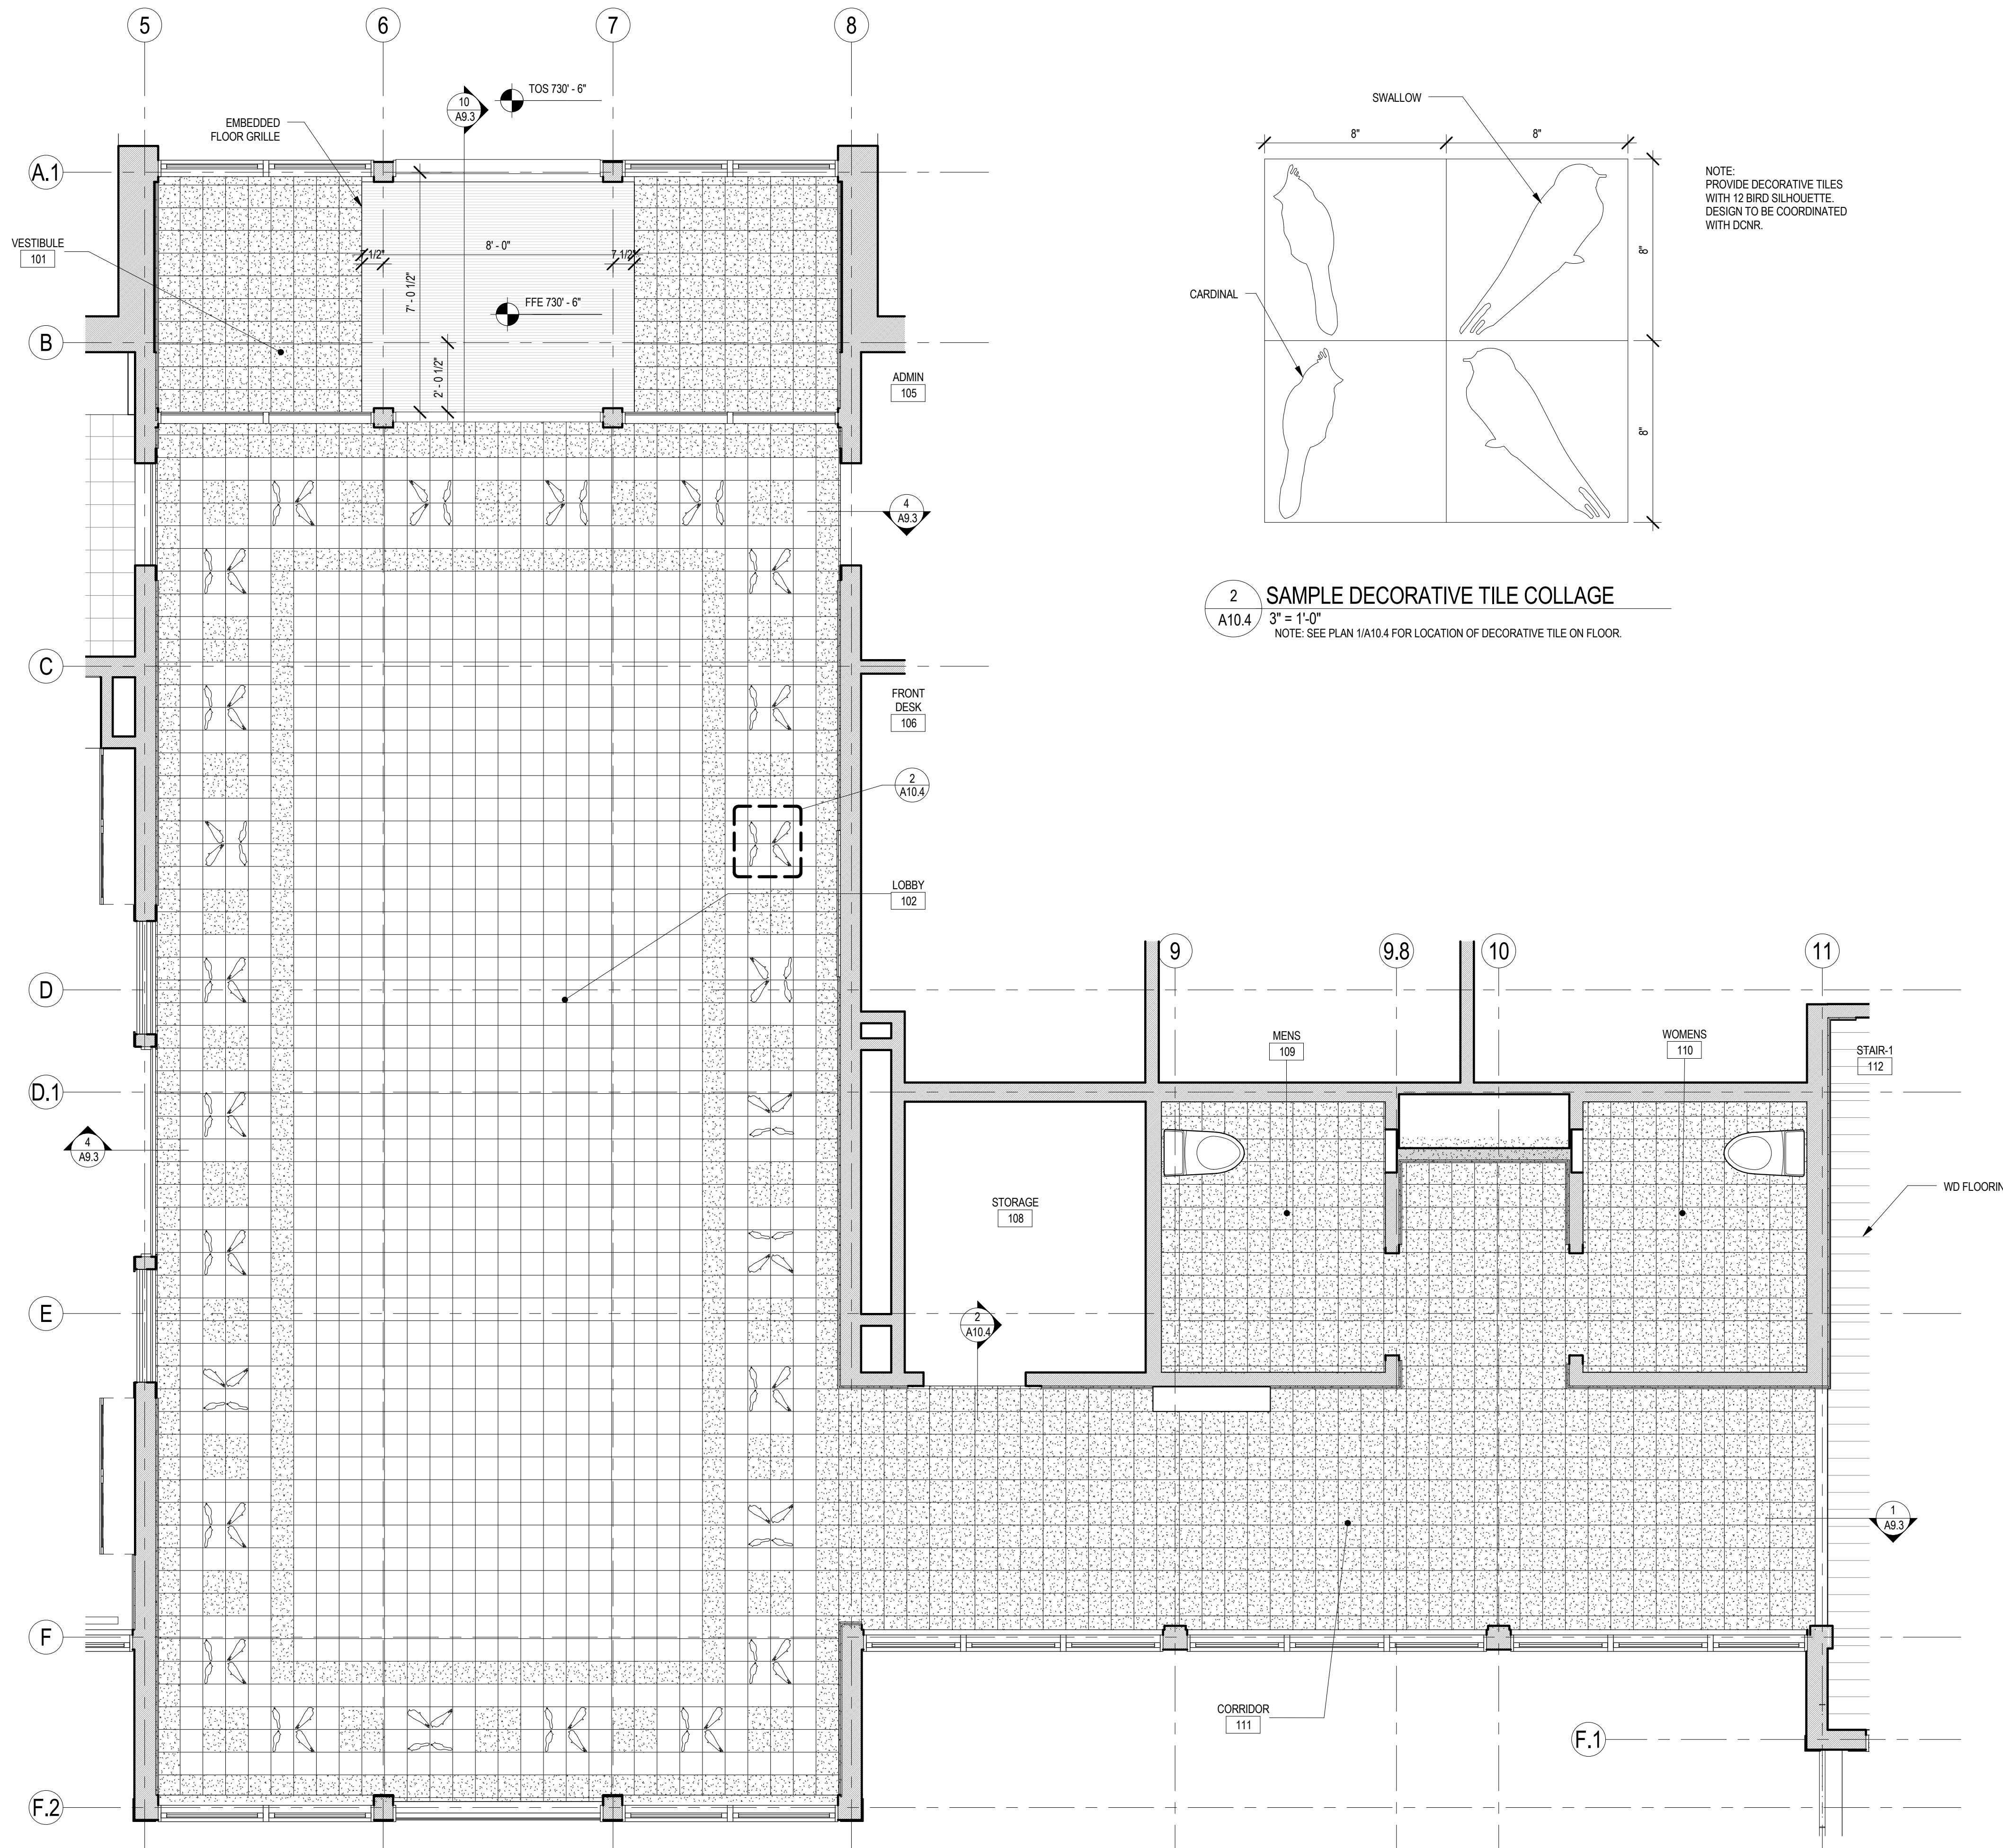 5
6
7
8
10
A9.3
TOS 730' - 6"
EMBEDDED
FLOOR GRILLE
A.1
VESTIBULE
101
8' - 0"
7 1/2"
7 1/2"
7' - 0 1/2"
FFE 730' - 6"
B
2' - 0 1/2"
ADMIN
105
4
A9.3
C
FRONT
DESK
106
2
A10.4
LOBBY
102
D
D.1
4
A9.3
E
F
F.2
SWALLOW
8"
8"
8"
8"
CARDINAL
NOTE:
PROVIDE DECORATIVE TILES
WITH 12 BIRD SILHOUETTE.
DESIGN TO BE COORDINATED
WITH DCNR.
2
A10.4
SAMPLE DECORATIVE TILE COLLAGE
3" = 1'-0"
NOTE: SEE PLAN 1/A10.4 FOR LOCATION OF DECORATIVE TILE ON FLOOR.
9
9.8
10
11
MENS
109
WOMENS
110
STAIR-1
112
STORAGE
108
WD FLOORIN
2
A10.4
1
A9.3
CORRIDOR
111
F.1